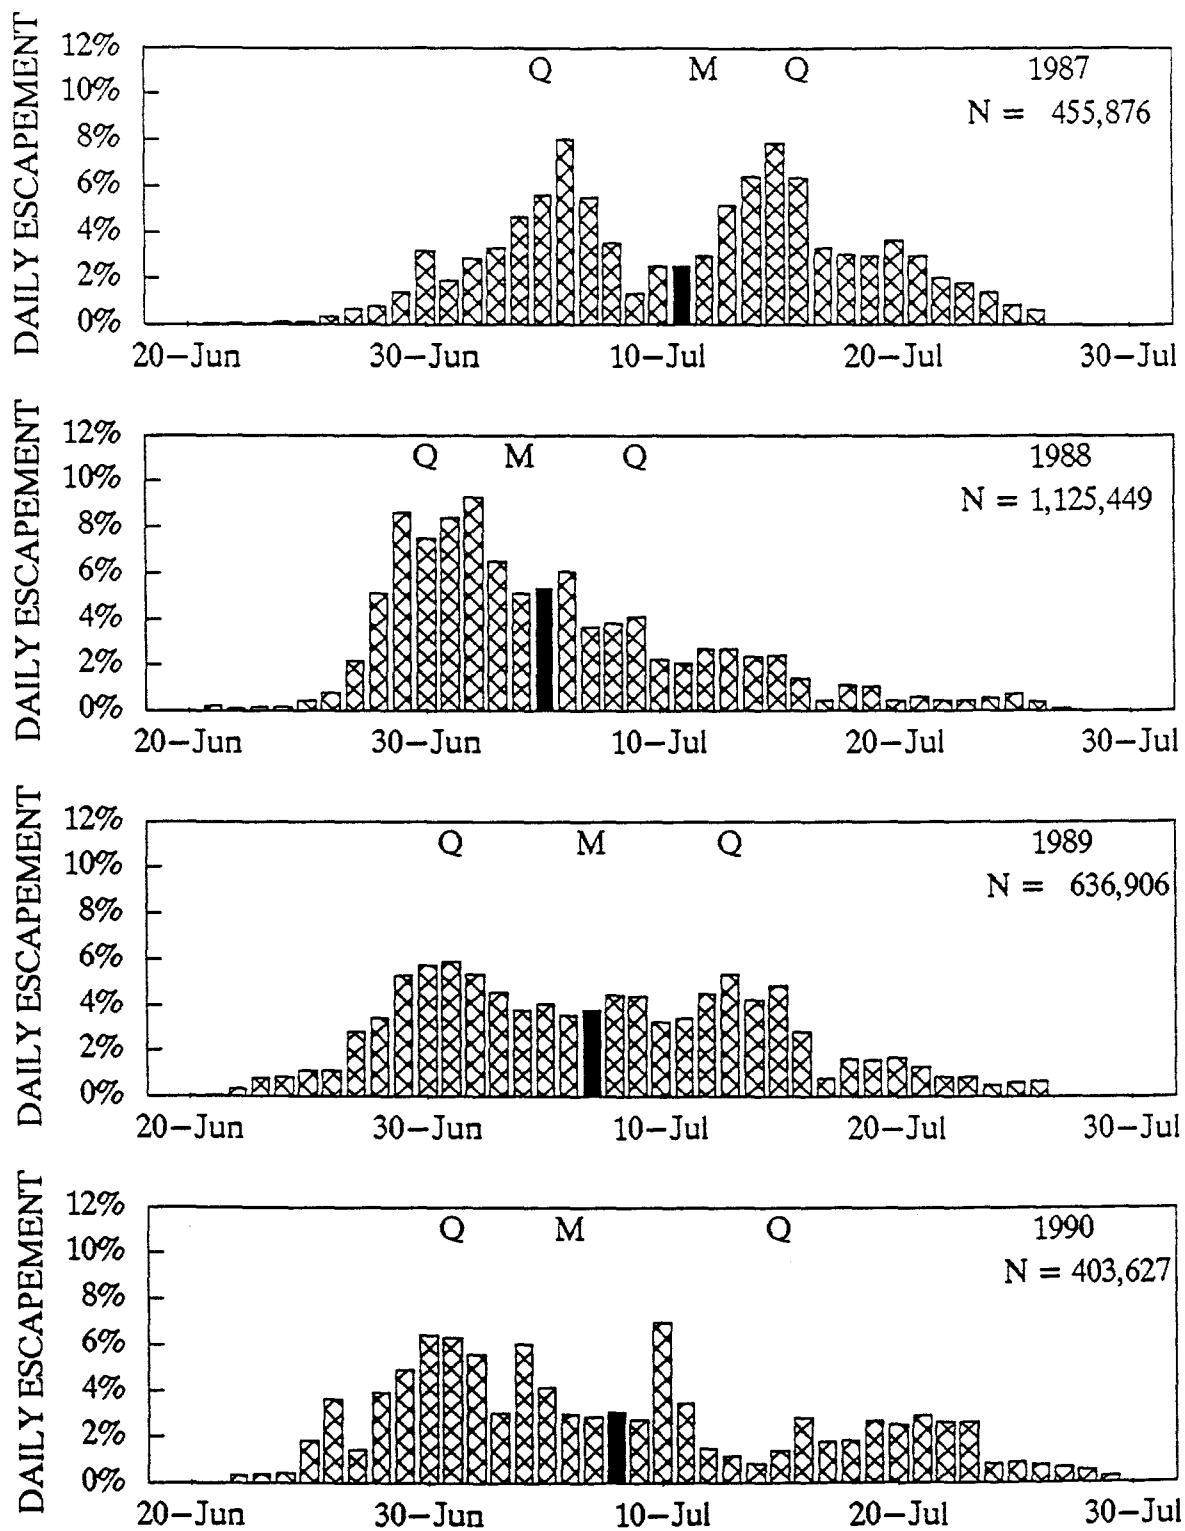 DAILY ESCAPEMENT
12%
10%
8%
6%
4%
2%
0%
Q M Q 1987
N = 455,876
20–Jun 30–Jun 10–Jul 20–Jul 30–Jul
DAILY ESCAPEMENT
12%
10%
8%
6%
4%
2%
0%
Q M Q 1988
N = 1,125,449
20–Jun 30–Jun 10–Jul 20–Jul 30–Jul
DAILY ESCAPEMENT
12%
10%
8%
6%
4%
2%
0%
Q M Q 1989
N = 636,906
20–Jun 30–Jun 10–Jul 20–Jul 30–Jul
DAILY ESCAPEMENT
12%
10%
8%
6%
4%
2%
0%
Q M Q 1990
N = 403,627
20–Jun 30–Jun 10–Jul 20–Jul 30–Jul